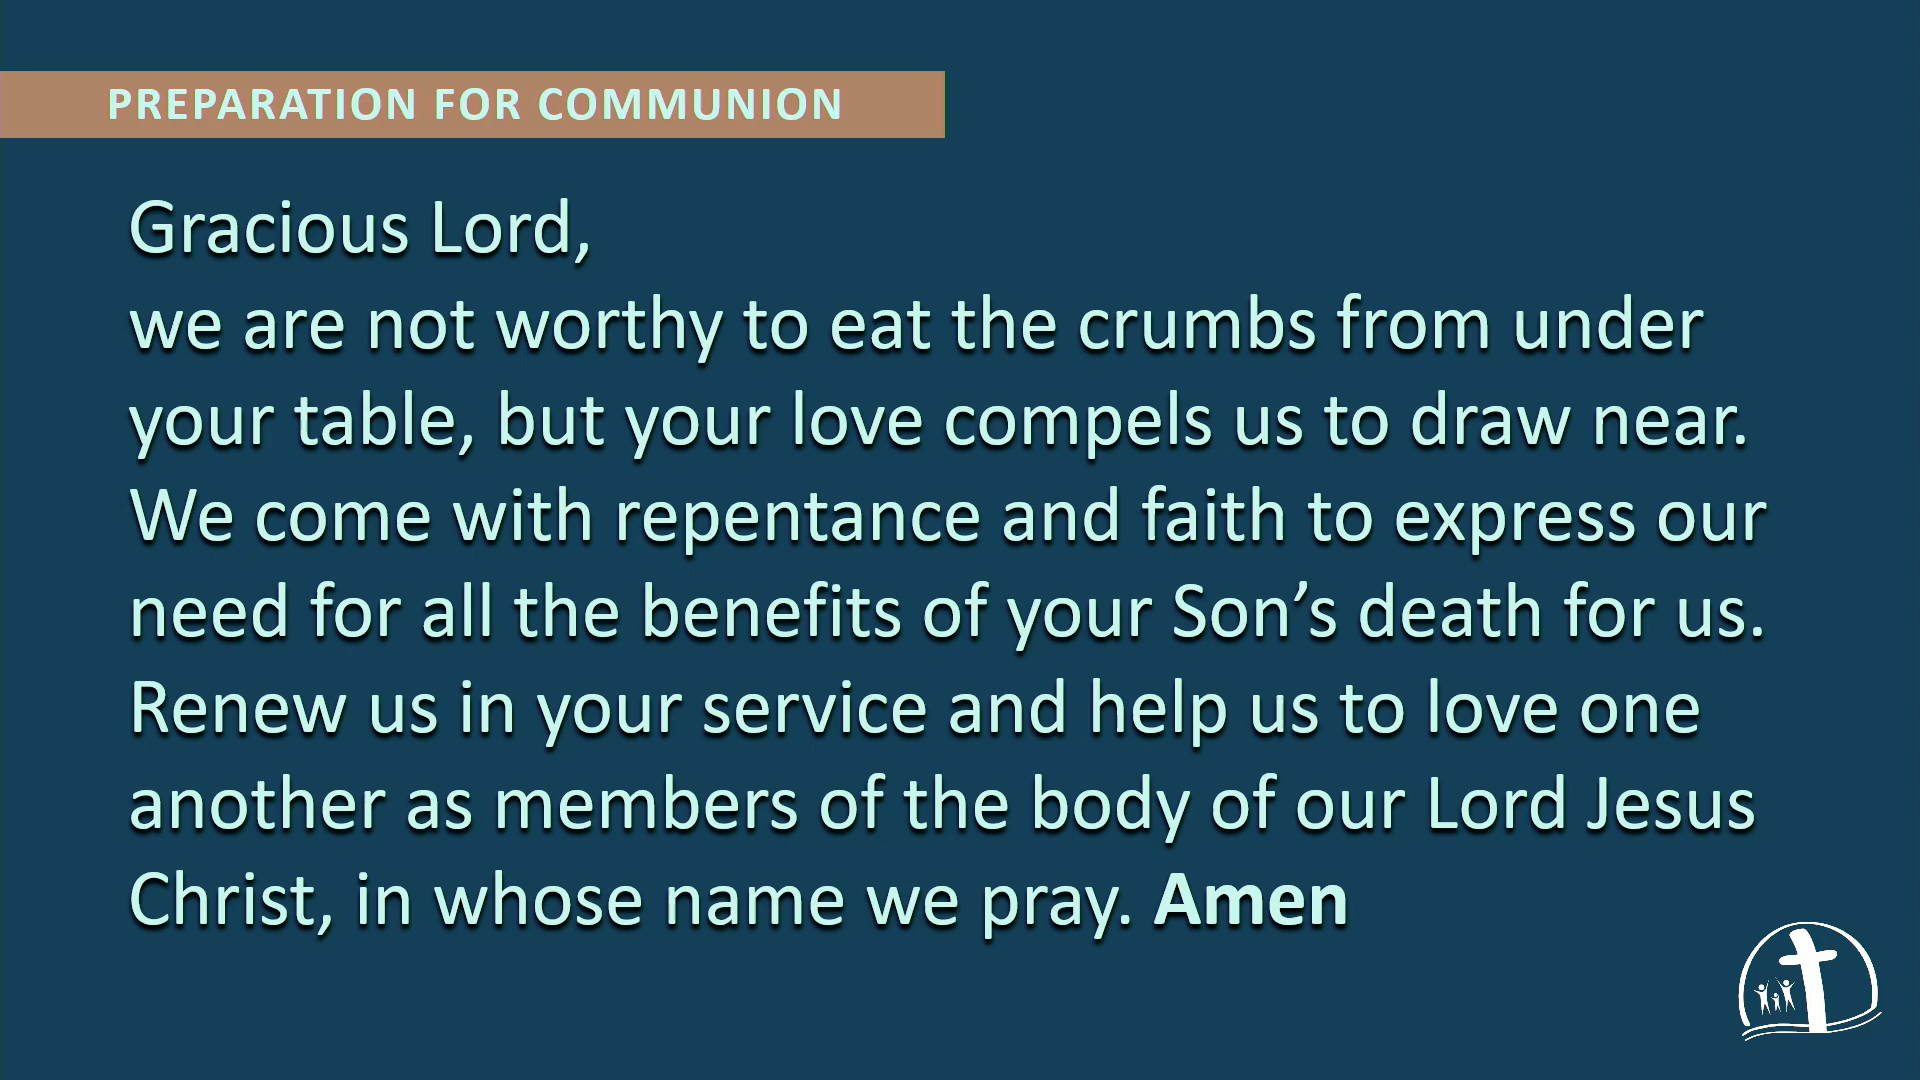 PREPARATION FOR COMMUNION
Gracious Lord,
we are not worthy to eat the crumbs from under
your table, but your love compels us to draw near.
We come with repentance and faith to express our
need for all the benefits of your Son’s death for us.
Renew us in your service and help us to love one
another as members of the body of our Lord Jesus
Christ, in whose name we pray. Amen